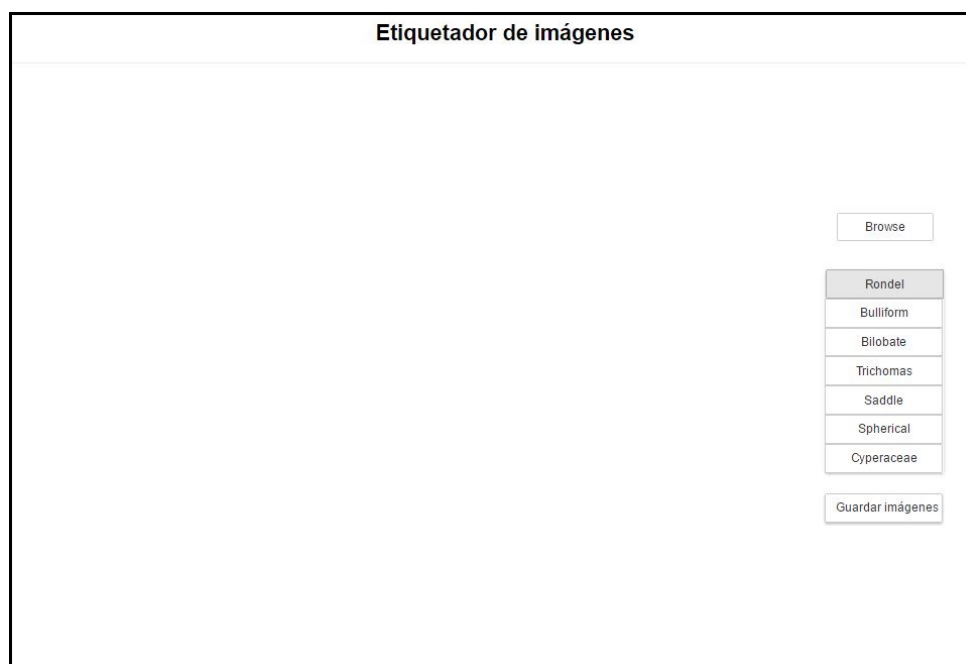 Etiquetador de imágenes
Browse
Rondel
Bulliform
Bilobate
Trichomas
Saddle
Spherical
Cyperaceae
Guardar imágenes